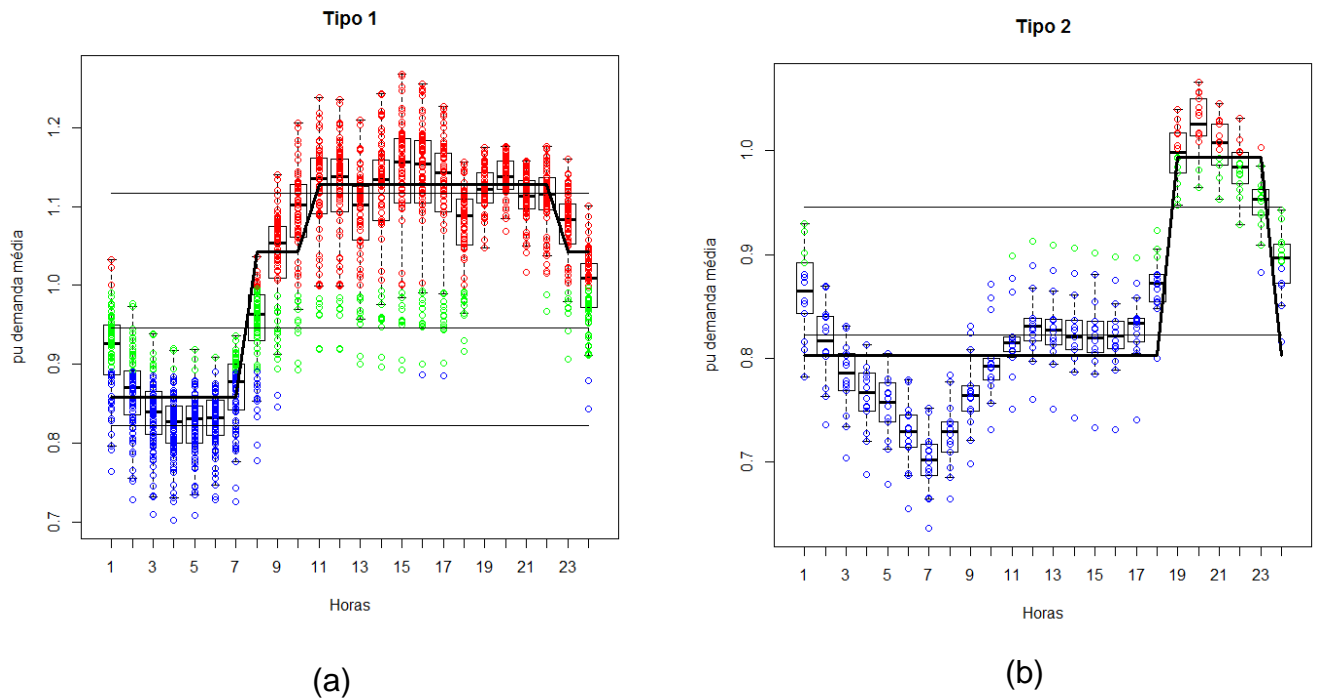 Tipo 1
pu demanda média
0.7 0.8 0.9 1.0 1.1 1.2
1 3 5 7 9 11 13 15 17 19 21 23
Horas
(a)
Tipo 2
pu demanda média
0.7 0.8 0.9 1.0
1 3 5 7 9 11 13 15 17 19 21 23
Horas
(b)